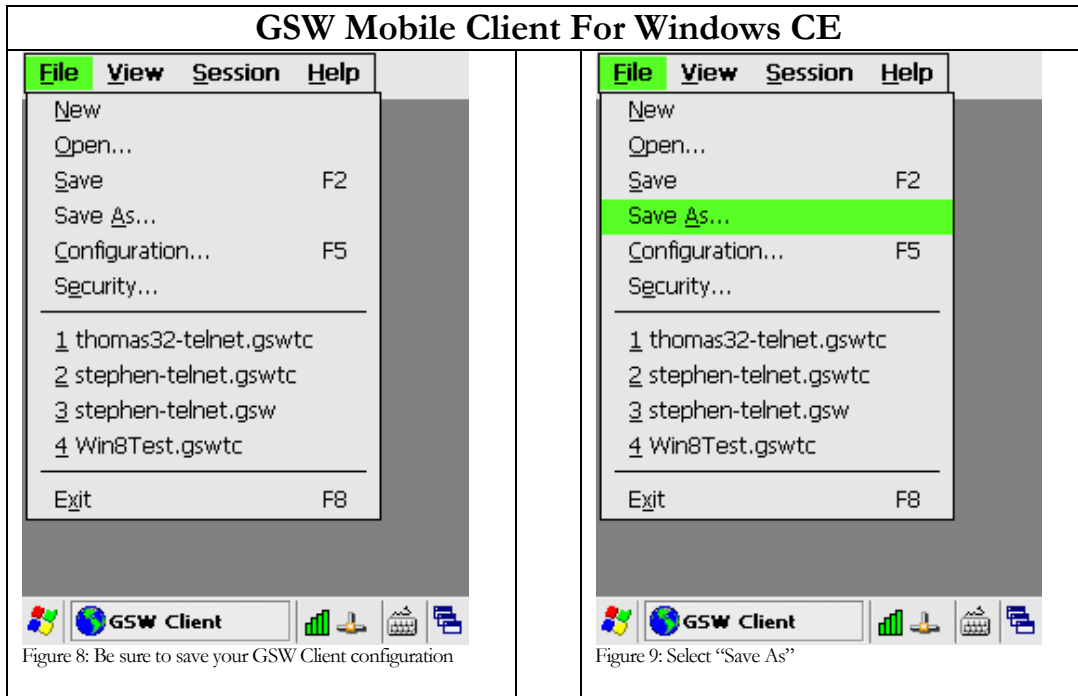 GSW Mobile Client For Windows CE
File View Session Help
New
Open...
Save F2
Save As...
Configuration... F5
Security...
1 thomas32-telnet.gswtc
2 stephen-telnet.gswtc
3 stephen-telnet.gsw
4 Win8Test.gswtc
Exit F8
GSW Client
Figure 8: Be sure to save your GSW Client configuration
File View Session Help
New
Open...
Save F2
Save As...
Configuration... F5
Security...
1 thomas32-telnet.gswtc
2 stephen-telnet.gswtc
3 stephen-telnet.gsw
4 Win8Test.gswtc
Exit F8
GSW Client
Figure 9: Select “Save As”